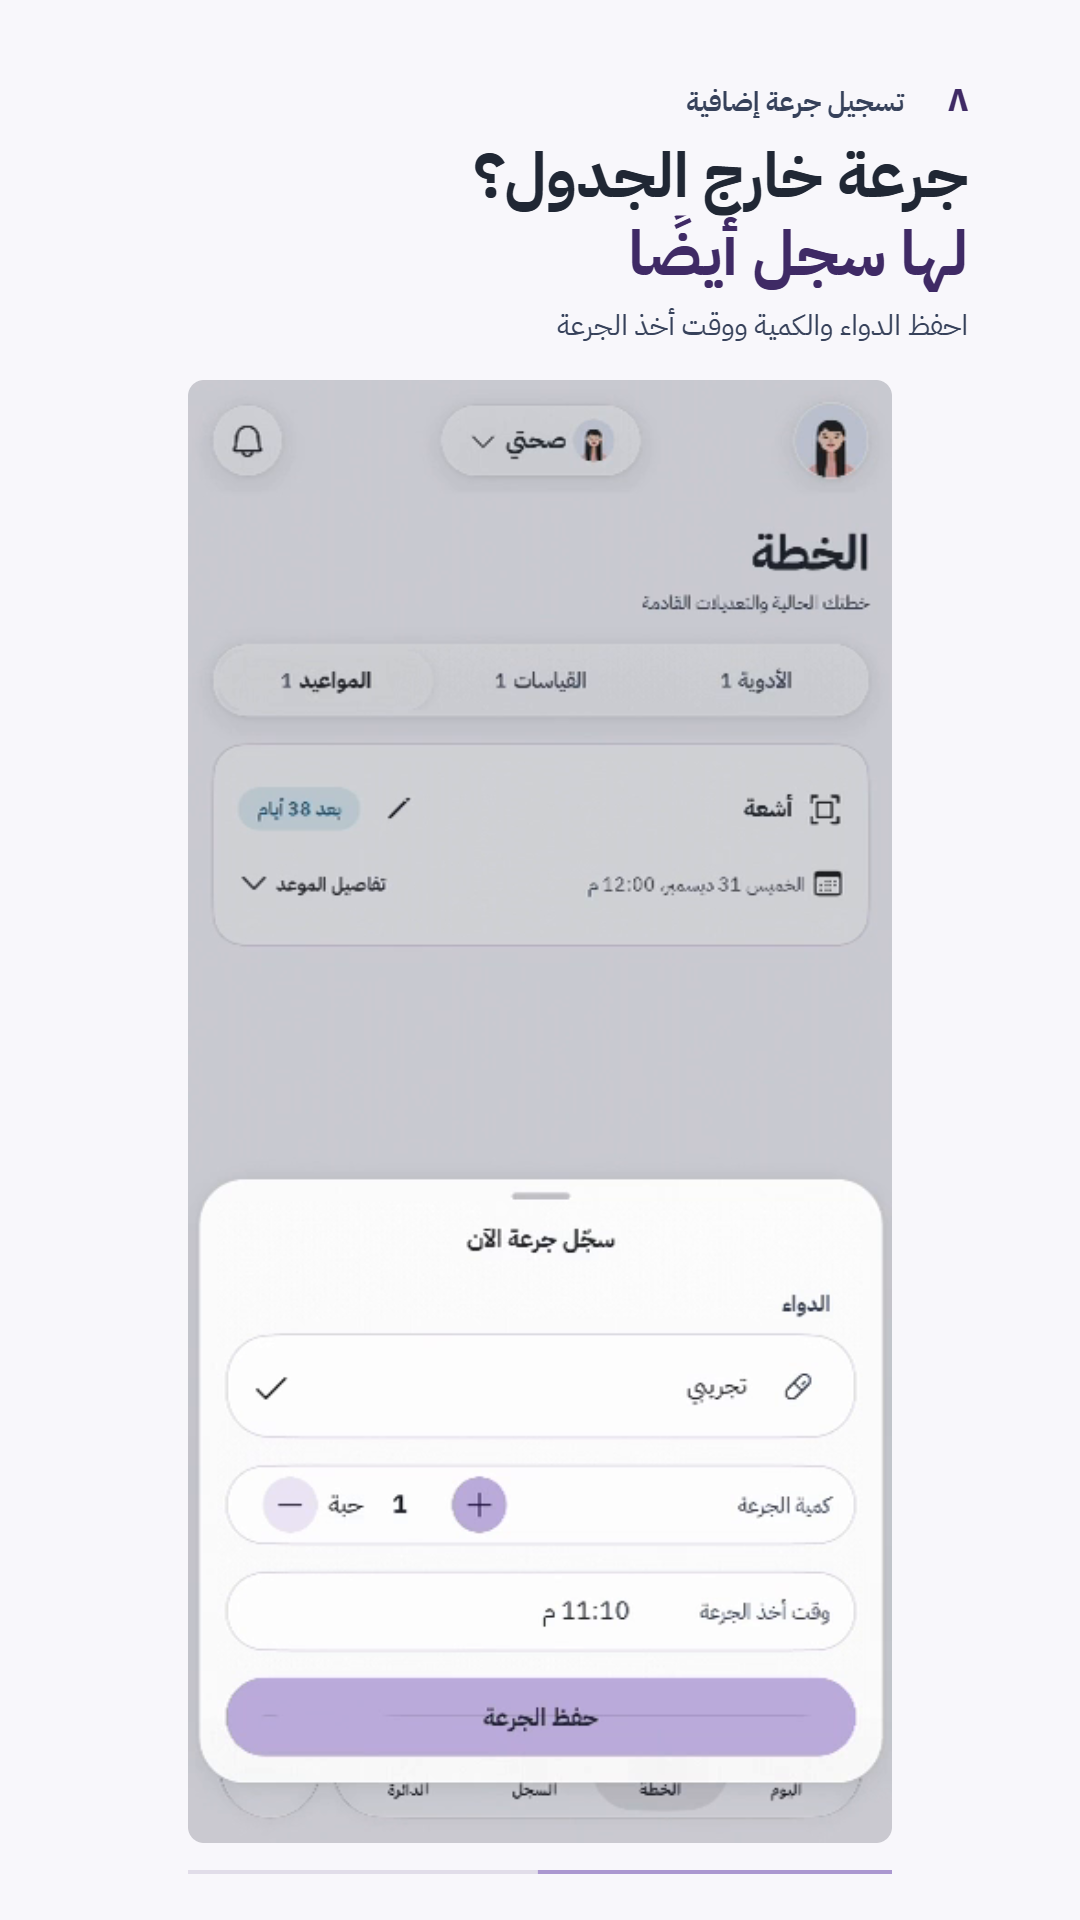 ٨ تسجيل جرعة إضافية
جرعة خارج الجدول؟
لها سجل أيضًا
احفظ الدواء والكمية ووقت أخذ الجرعة
صحتي
الخطة
خطتك الحالية والتعديلات القادمة
الأدوية 1 القياسات 1 المواعيد 1
أشعة بعد 38 أيام
الخميس 31 ديسمبر، 12:00 م تفاصيل الموعد
سجّل جرعة الآن
الدواء
تجريبي
كمية الجرعة 1 حبة
وقت أخذ الجرعة 11:10 م
حفظ الجرعة
اليوم الخطة السجل الدائرة